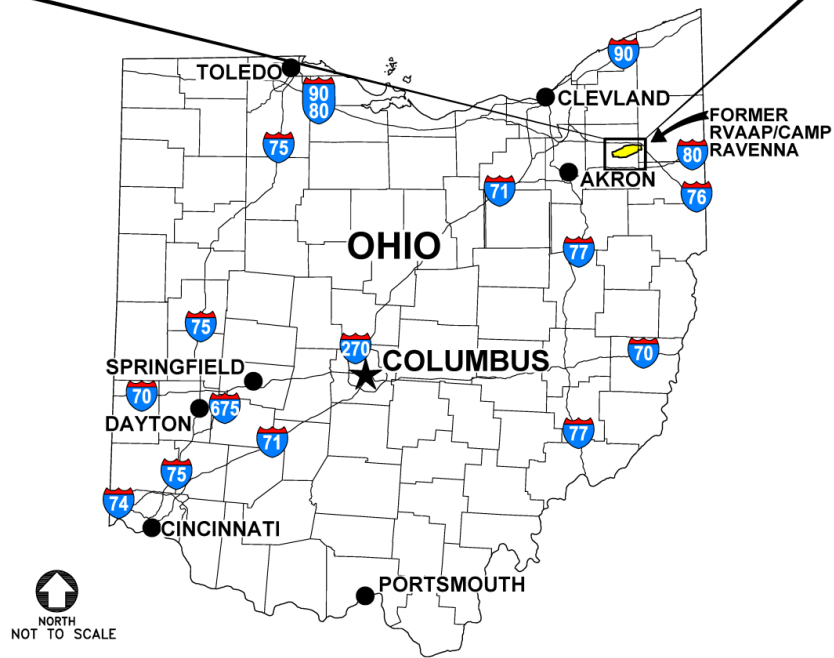 90
TOLEDO
90
80
CLEVLAND
FORMER
RVAAP/CAMP
RAVENNA
75
80
AKRON
71
76
OHIO
77
75
270
COLUMBUS
70
SPRINGFIELD
70
675
DAYTON
71
77
75
74
CINCINNATI
PORTSMOUTH
NORTH
NOT TO SCALE